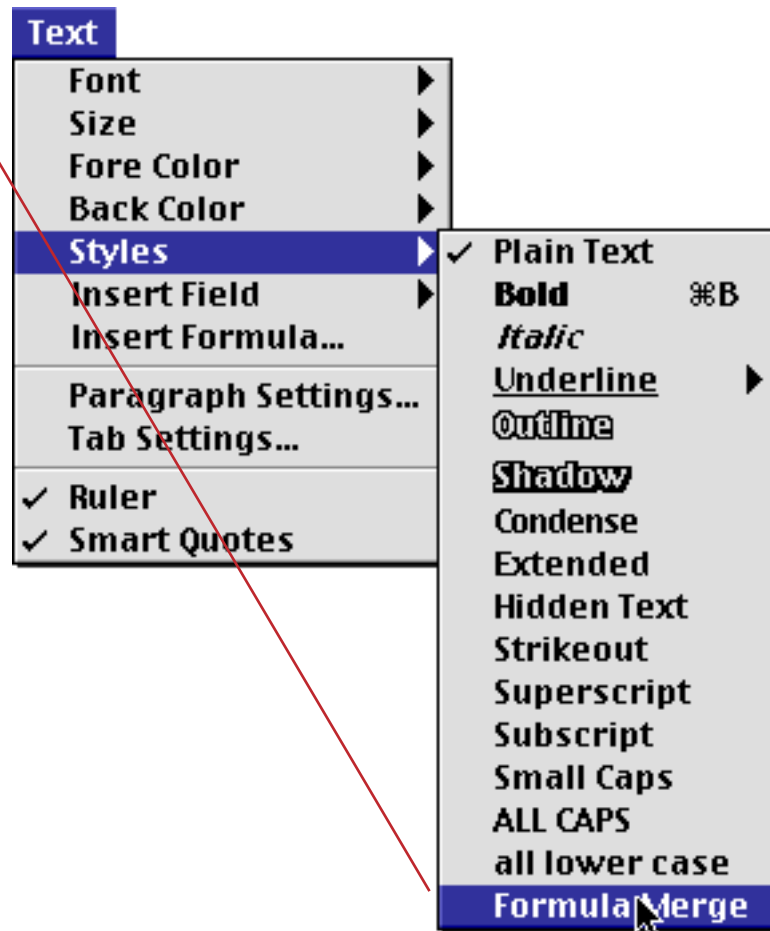 Text
Font
Size
Fore Color
Back Color
Styles
Insert Field
Insert Formula...
Paragraph Settings...
Tab Settings...
✓ Ruler
✓ Smart Quotes
✓ Plain Text
Bold ⌘B
Italic
Underline
Outline
Shadow
Condense
Extended
Hidden Text
Strikeout
Superscript
Subscript
Small Caps
ALL CAPS
all lower case
Formula Merge